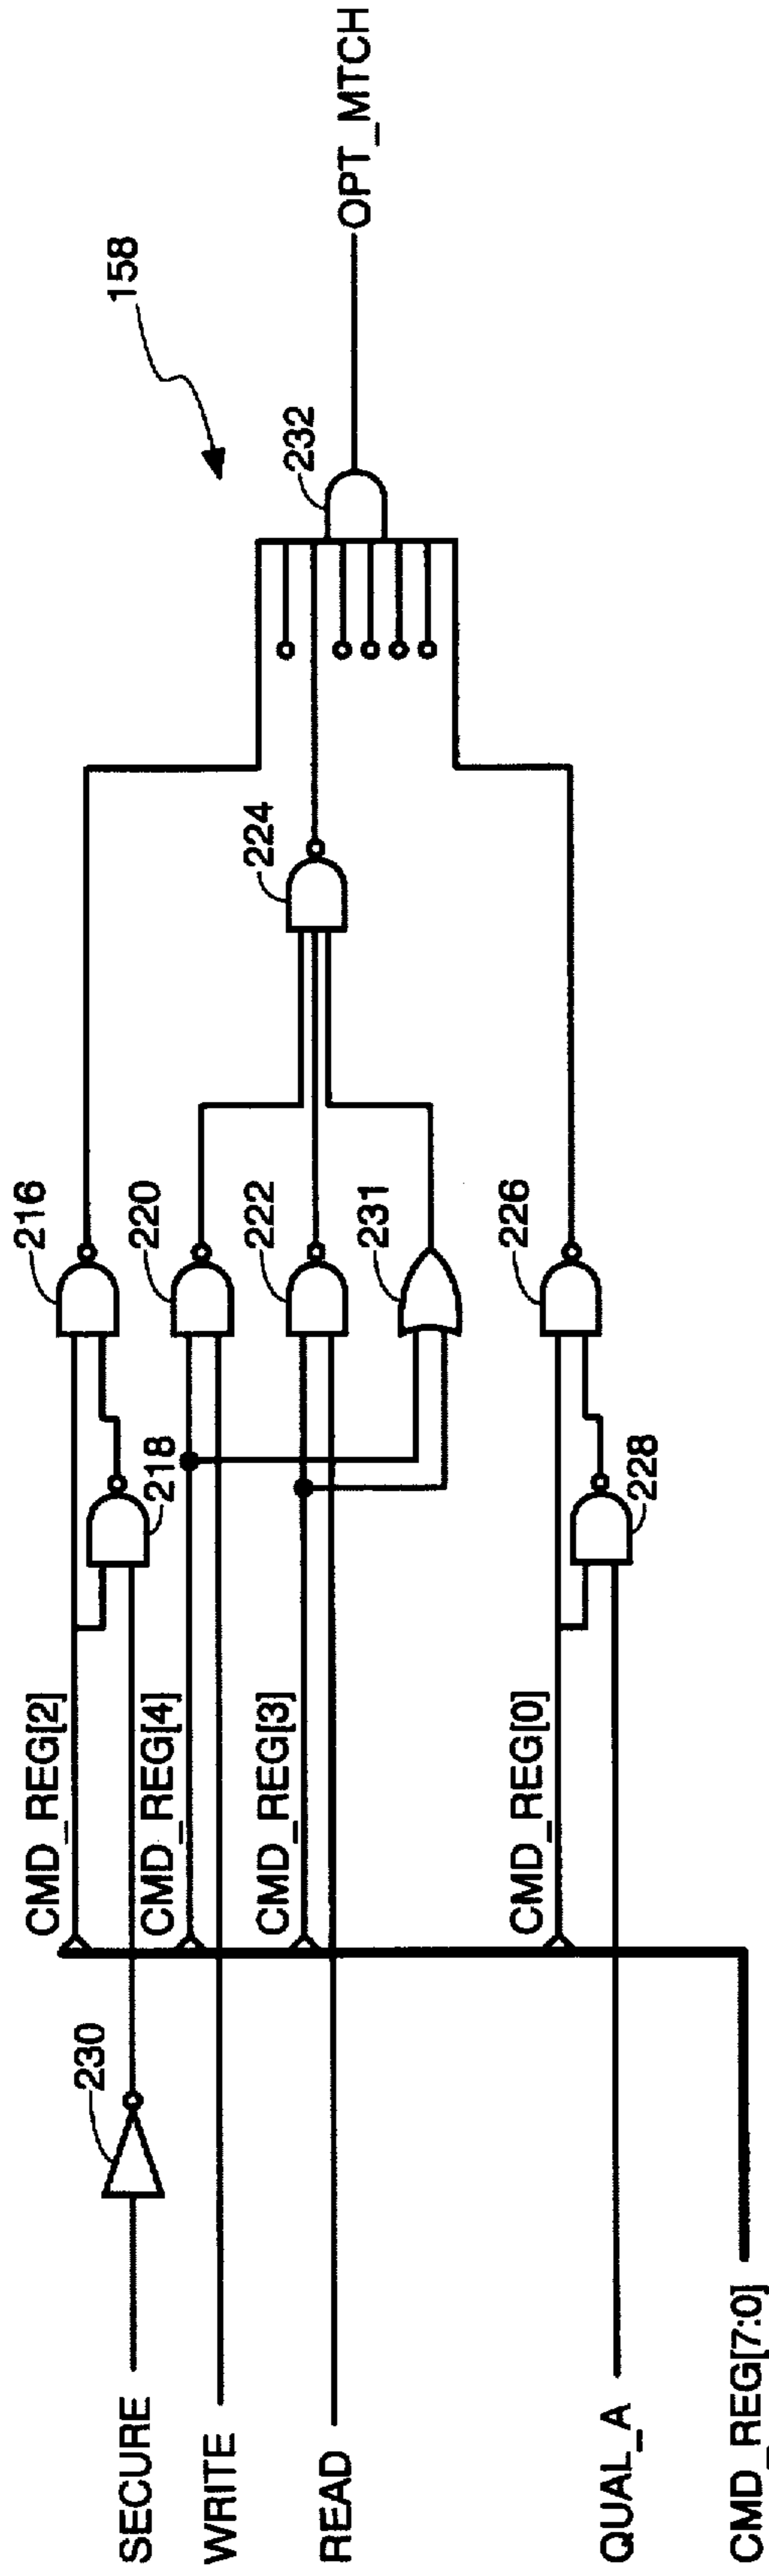 SECURE
WRITE
READ
QUAL_A
CMD_REG[7:0]
230
CMD_REG[2]
CMD_REG[4]
CMD_REG[3]
CMD_REG[0]
218
228
216
220
222
231
226
224
232
158
OPT_MTCH